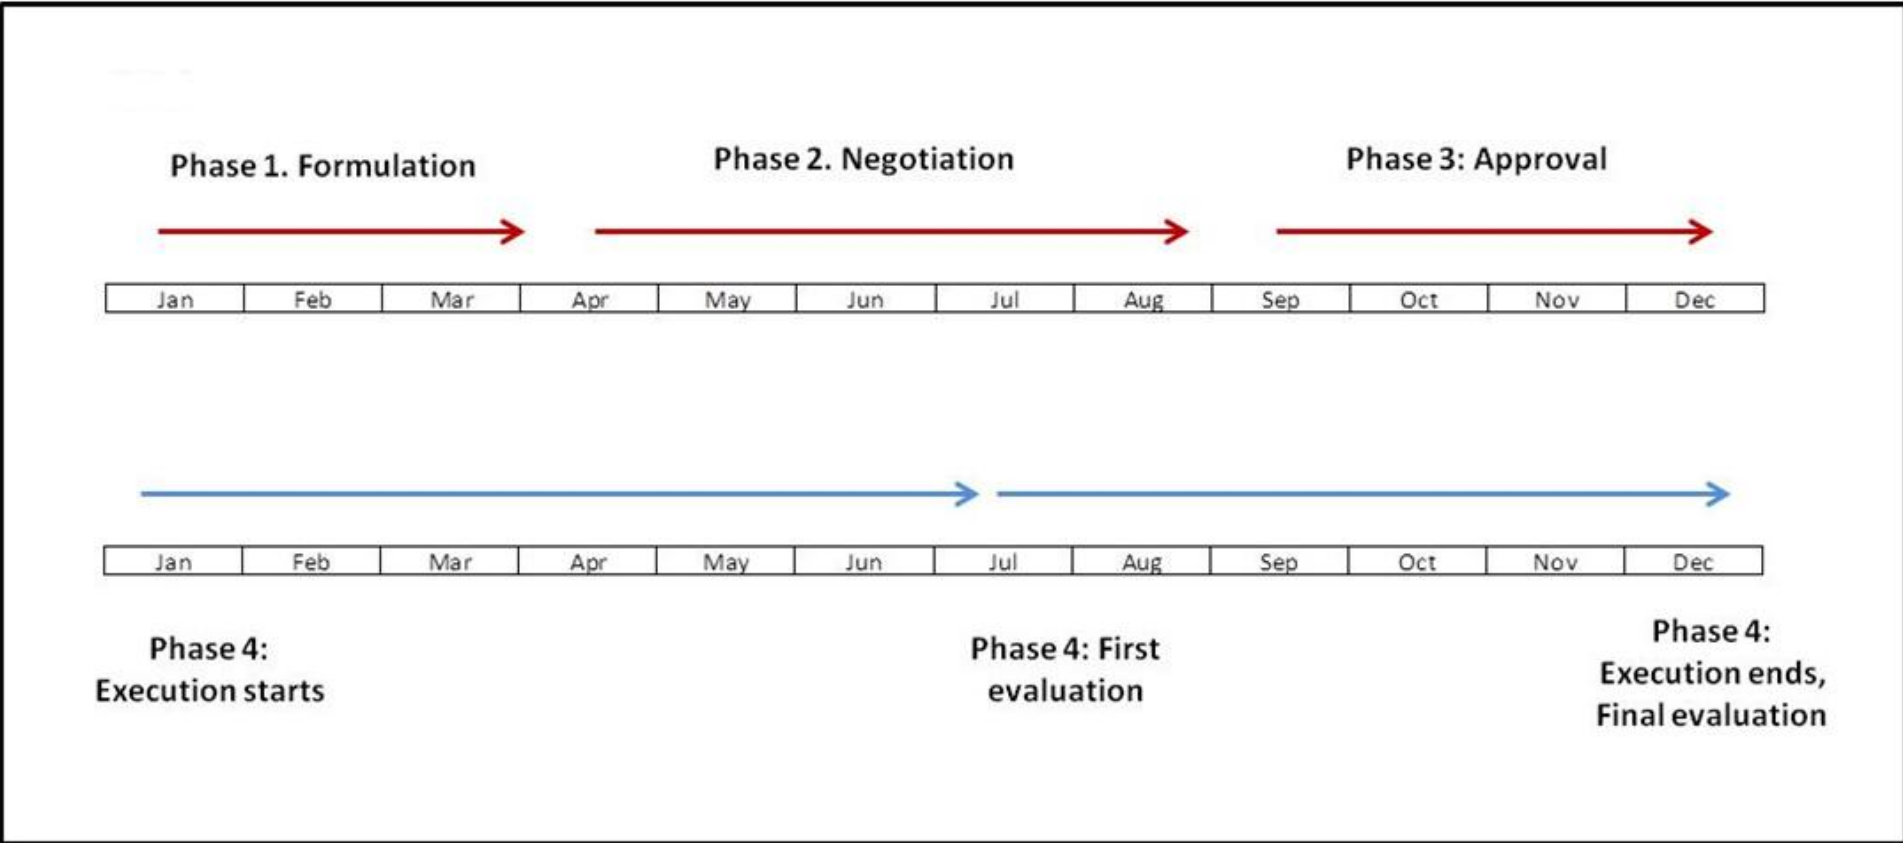 Phase 1. Formulation
Phase 2. Negotiation
Phase 3: Approval
Jan Feb Mar Apr May Jun Jul Aug Sep Oct Nov Dec
Jan Feb Mar Apr May Jun Jul Aug Sep Oct Nov Dec
Phase 4:
Execution starts
Phase 4: First
evaluation
Phase 4:
Execution ends,
Final evaluation